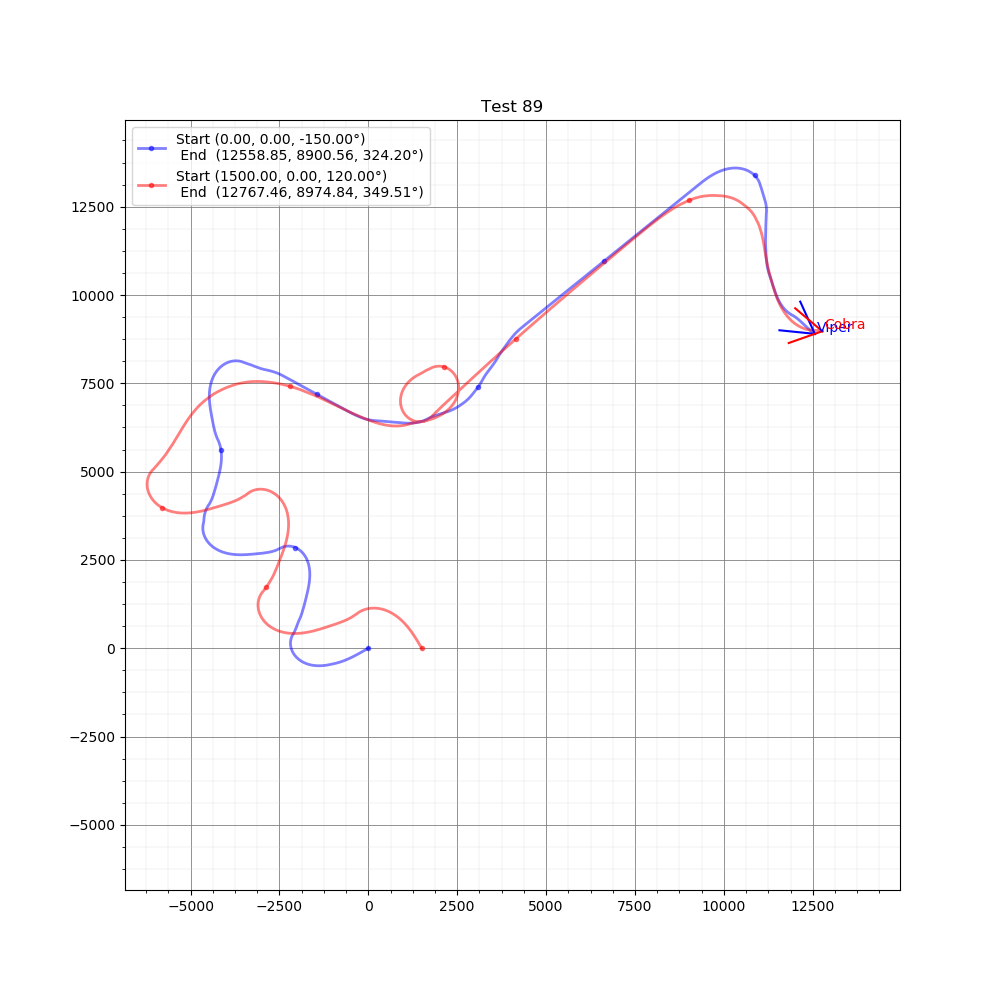 Test 89
Start (0.00, 0.00, -150.00°)
End (12558.85, 8900.56, 324.20°)
Start (1500.00, 0.00, 120.00°)
End (12767.46, 8974.84, 349.51°)
12500
10000
7500
5000
2500
0
−2500
−5000
Cobra
Viper
−5000 −2500 0 2500 5000 7500 10000 12500